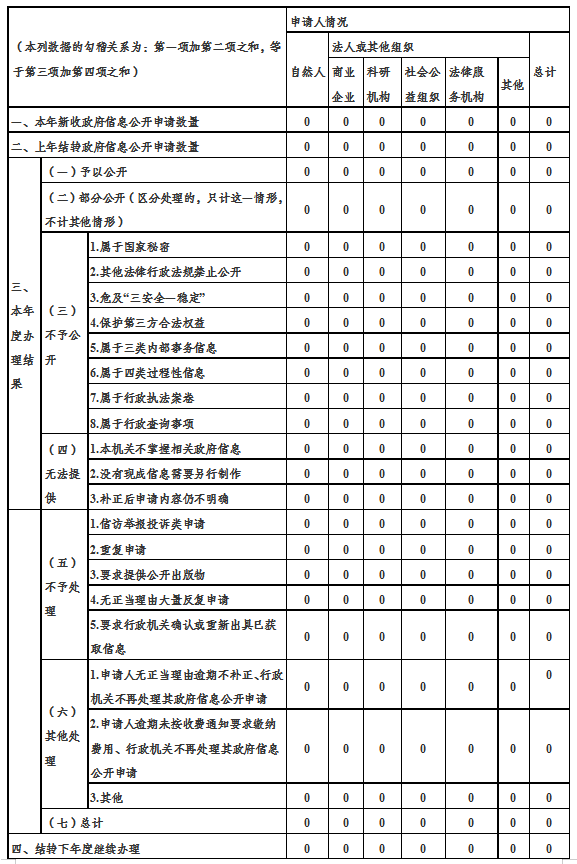 申请人情况
（本列数据的勾稽关系为：第一项加第二项之和，等
于第三项加第四项之和）
自然人
法人或其他组织
总计
商业
企业
科研
机构
社会公
益组织
法律服
务机构
其他
一、本年新收政府信息公开申请数量 0 0 0 0 0 0 0
二、上年结转政府信息公开申请数量 0 0 0 0 0 0 0
三、
本年
度办
理结
果
（一）予以公开 0 0 0 0 0 0 0
（二）部分公开（区分处理的，只计这一情形，
不计其他情形） 0 0 0 0 0 0 0
（三）
不予公
开
1.属于国家秘密 0 0 0 0 0 0 0
2.其他法律行政法规禁止公开 0 0 0 0 0 0 0
3.危及“三安全一稳定” 0 0 0 0 0 0 0
4.保护第三方合法权益 0 0 0 0 0 0 0
5.属于三类内部事务信息 0 0 0 0 0 0 0
6.属于四类过程性信息 0 0 0 0 0 0 0
7.属于行政执法案卷 0 0 0 0 0 0 0
8.属于行政查询事项 0 0 0 0 0 0 0
（四）
无法提
供
1.本机关不掌握相关政府信息 0 0 0 0 0 0 0
2.没有现成信息需要另行制作 0 0 0 0 0 0 0
3.补正后申请内容仍不明确 0 0 0 0 0 0 0
（五）
不予处
理
1.信访举报投诉类申请 0 0 0 0 0 0 0
2.重复申请 0 0 0 0 0 0 0
3.要求提供公开出版物 0 0 0 0 0 0 0
4.无正当理由大量反复申请 0 0 0 0 0 0 0
5.要求行政机关确认或重新出具已获
取信息 0 0 0 0 0 0 0
（六）
其他处
理
1.申请人无正当理由逾期不补正、行政
机关不再处理其政府信息公开申请 0 0 0 0 0 0 0
2.申请人逾期未按收费通知要求缴纳
费用、行政机关不再处理其政府信息
公开申请 0 0 0 0 0 0 0
3.其他 0 0 0 0 0 0 0
（七）总计 0 0 0 0 0 0 0
四、结转下年度继续办理 0 0 0 0 0 0 0